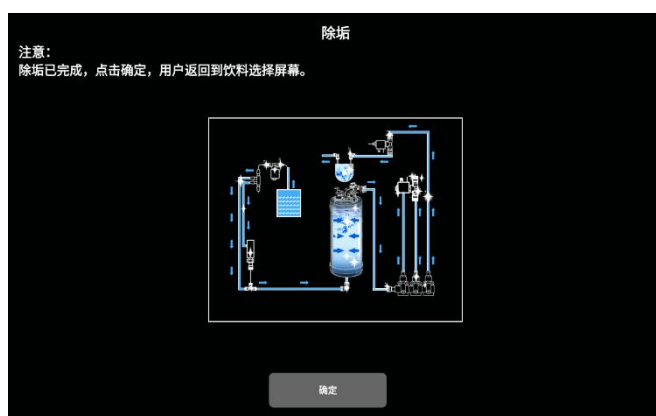 除垢
注意：
除垢已完成，点击确定，用户返回到饮料选择屏幕。
确定